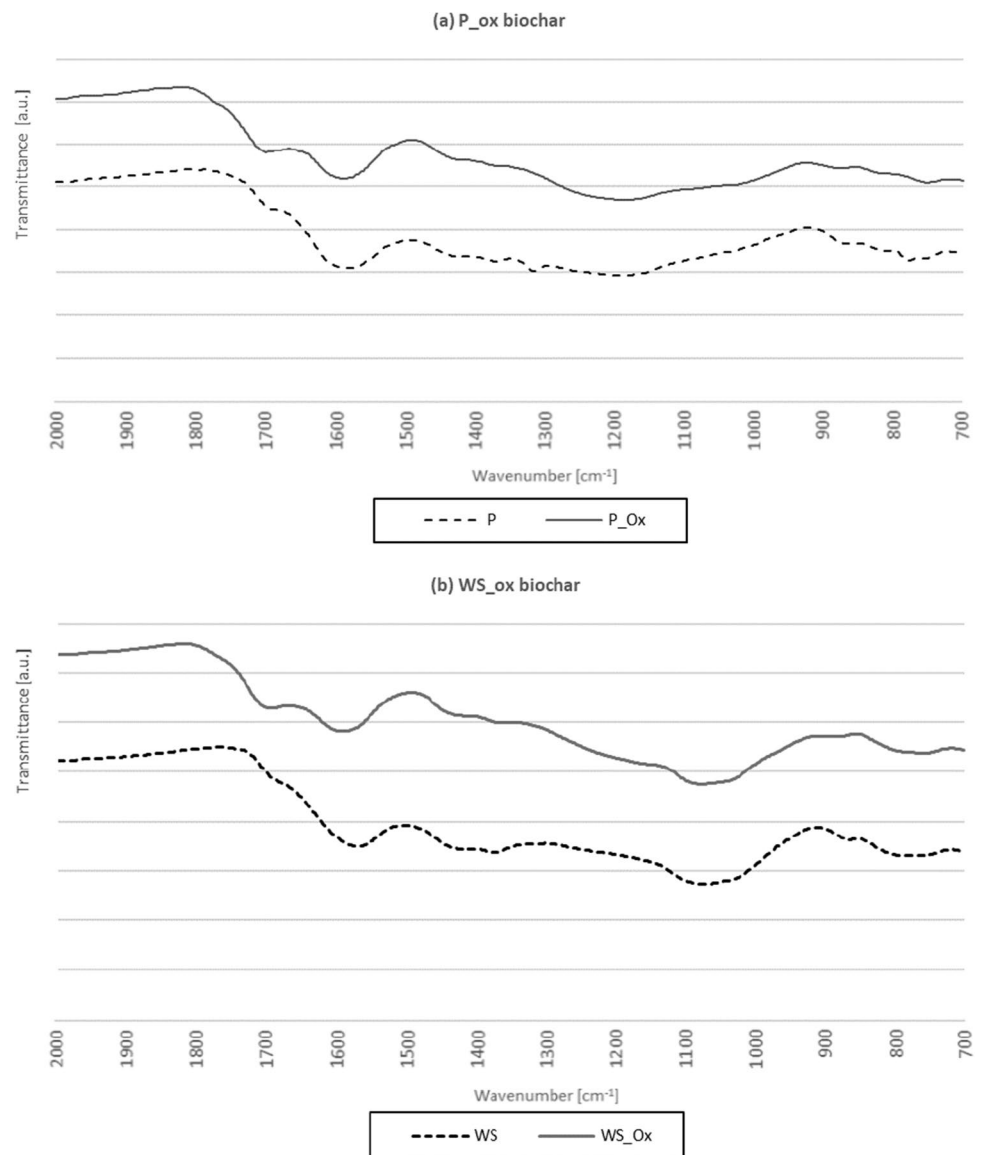 (a) P_ox biochar
Transmittance [a.u.]
2000 1900 1800 1700 1600 1500 1400 1300 1200 1100 1000 900 800 700
Wavenumber [cm⁻¹]
P P_Ox
(b) WS_ox biochar
Transmittance [a.u.]
2000 1900 1800 1700 1600 1500 1400 1300 1200 1100 1000 900 800 700
Wavenumber [cm⁻¹]
WS WS_Ox